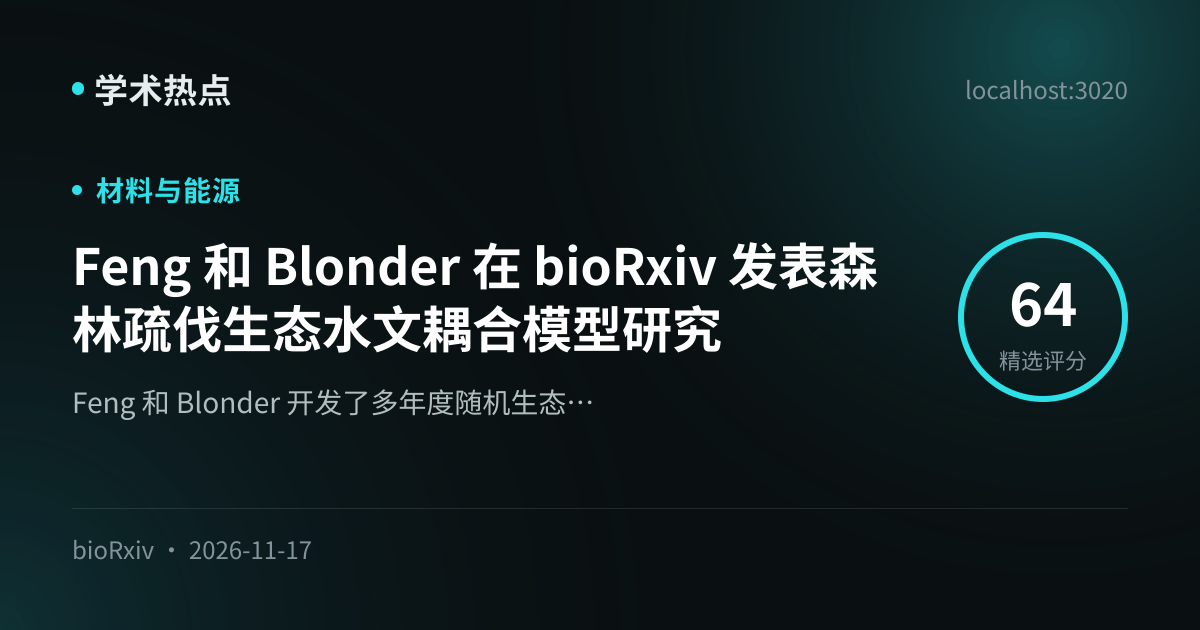 学术热点
localhost:3020
材料与能源
Feng 和 Blonder 在 bioRxiv 发表森
林疏伐生态水文耦合模型研究
64
精选评分
Feng 和 Blonder 开发了多年度随机生态…
bioRxiv · 2026-11-17